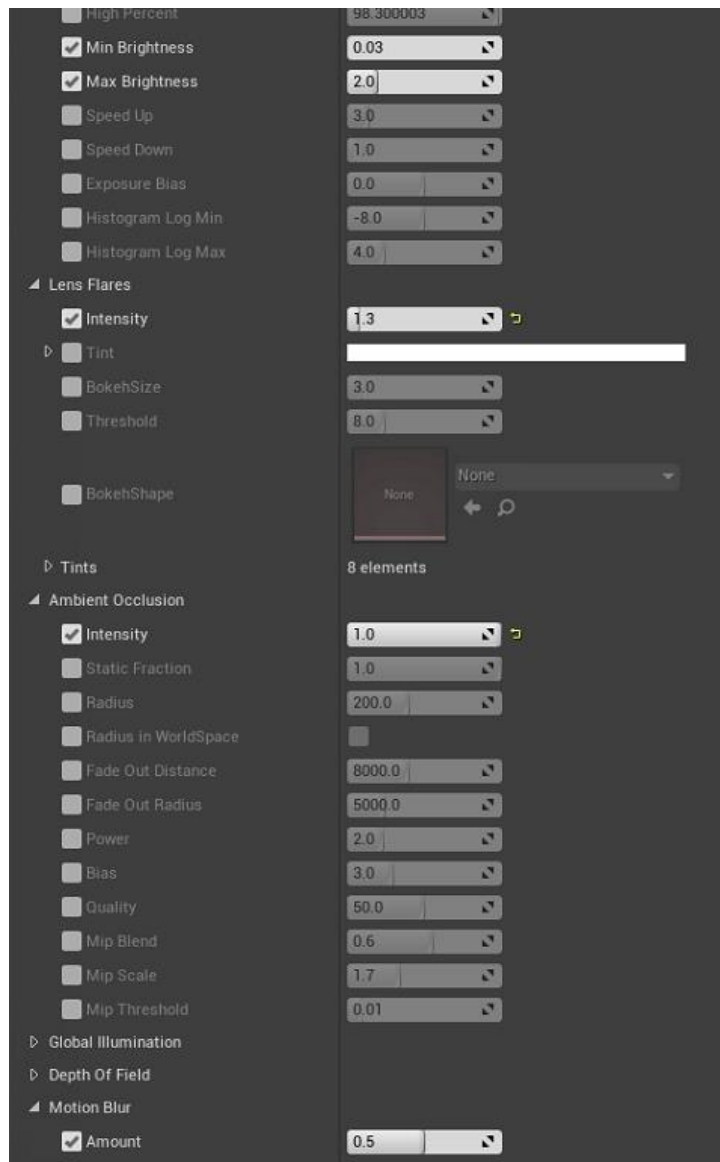 High Percent 98.300003
Min Brightness 0.03
Max Brightness 2.0
Speed Up 3.0
Speed Down 1.0
Exposure Bias 0.0
Histogram Log Min -8.0
Histogram Log Max 4.0
Lens Flares
Intensity 1.3
Tint
BokehSize 3.0
Threshold 8.0
BokehShape None None
Tints 8 elements
Ambient Occlusion
Intensity 1.0
Static Fraction 1.0
Radius 200.0
Radius in WorldSpace
Fade Out Distance 8000.0
Fade Out Radius 5000.0
Power 2.0
Bias 3.0
Quality 50.0
Mip Blend 0.6
Mip Scale 1.7
Mip Threshold 0.01
Global Illumination
Depth Of Field
Motion Blur
Amount 0.5